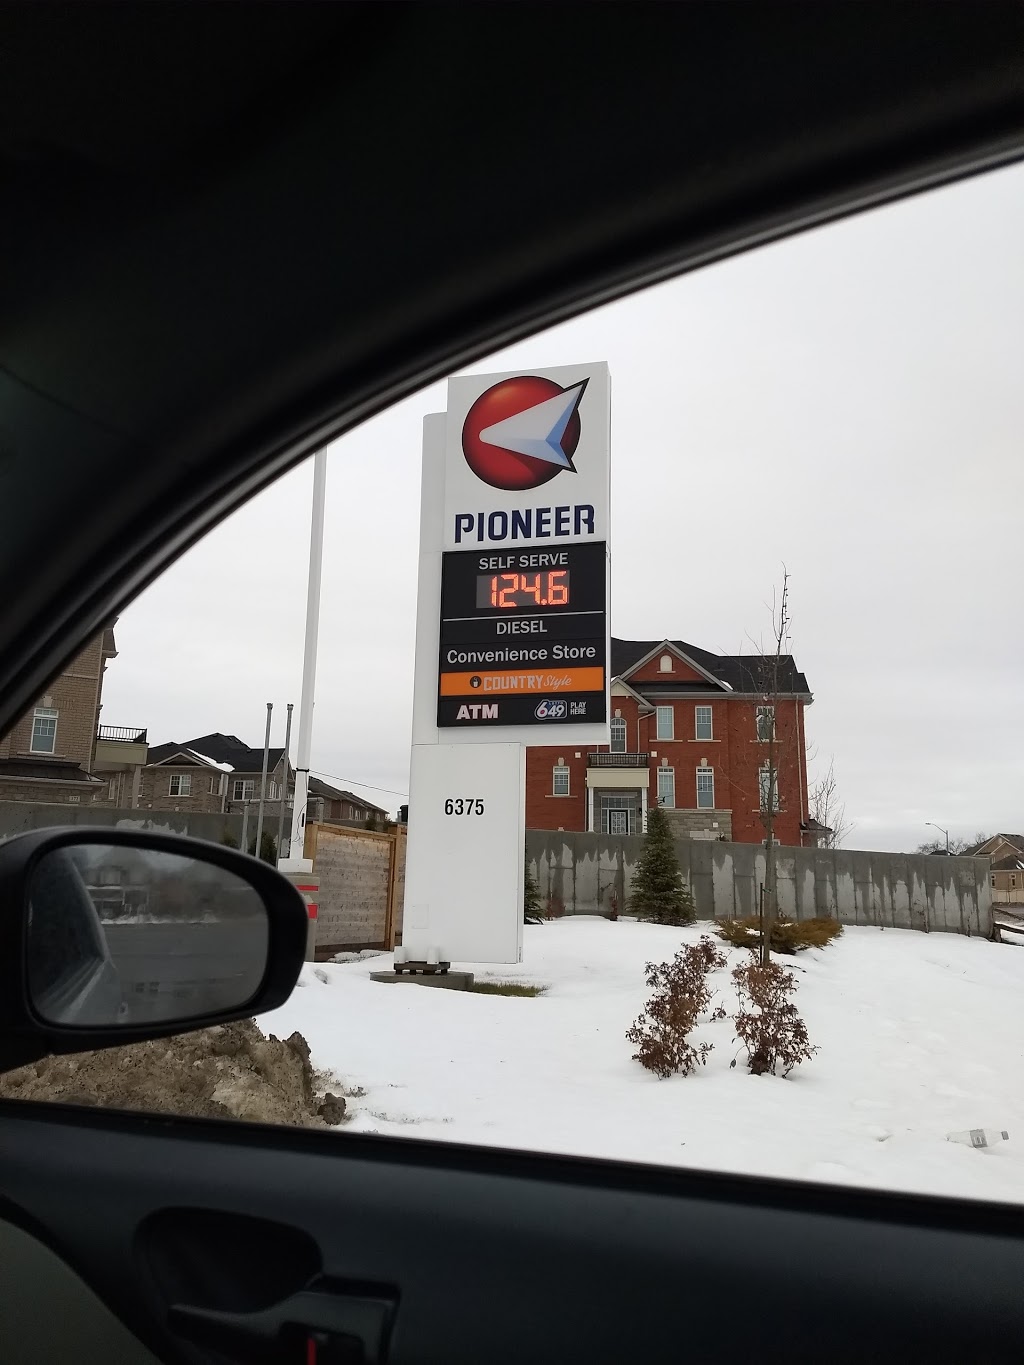 PIONEER
SELF SERVE
124.6
DIESEL
Convenience Store
COUNTRY Style
ATM 649 PLAY HERE
6375